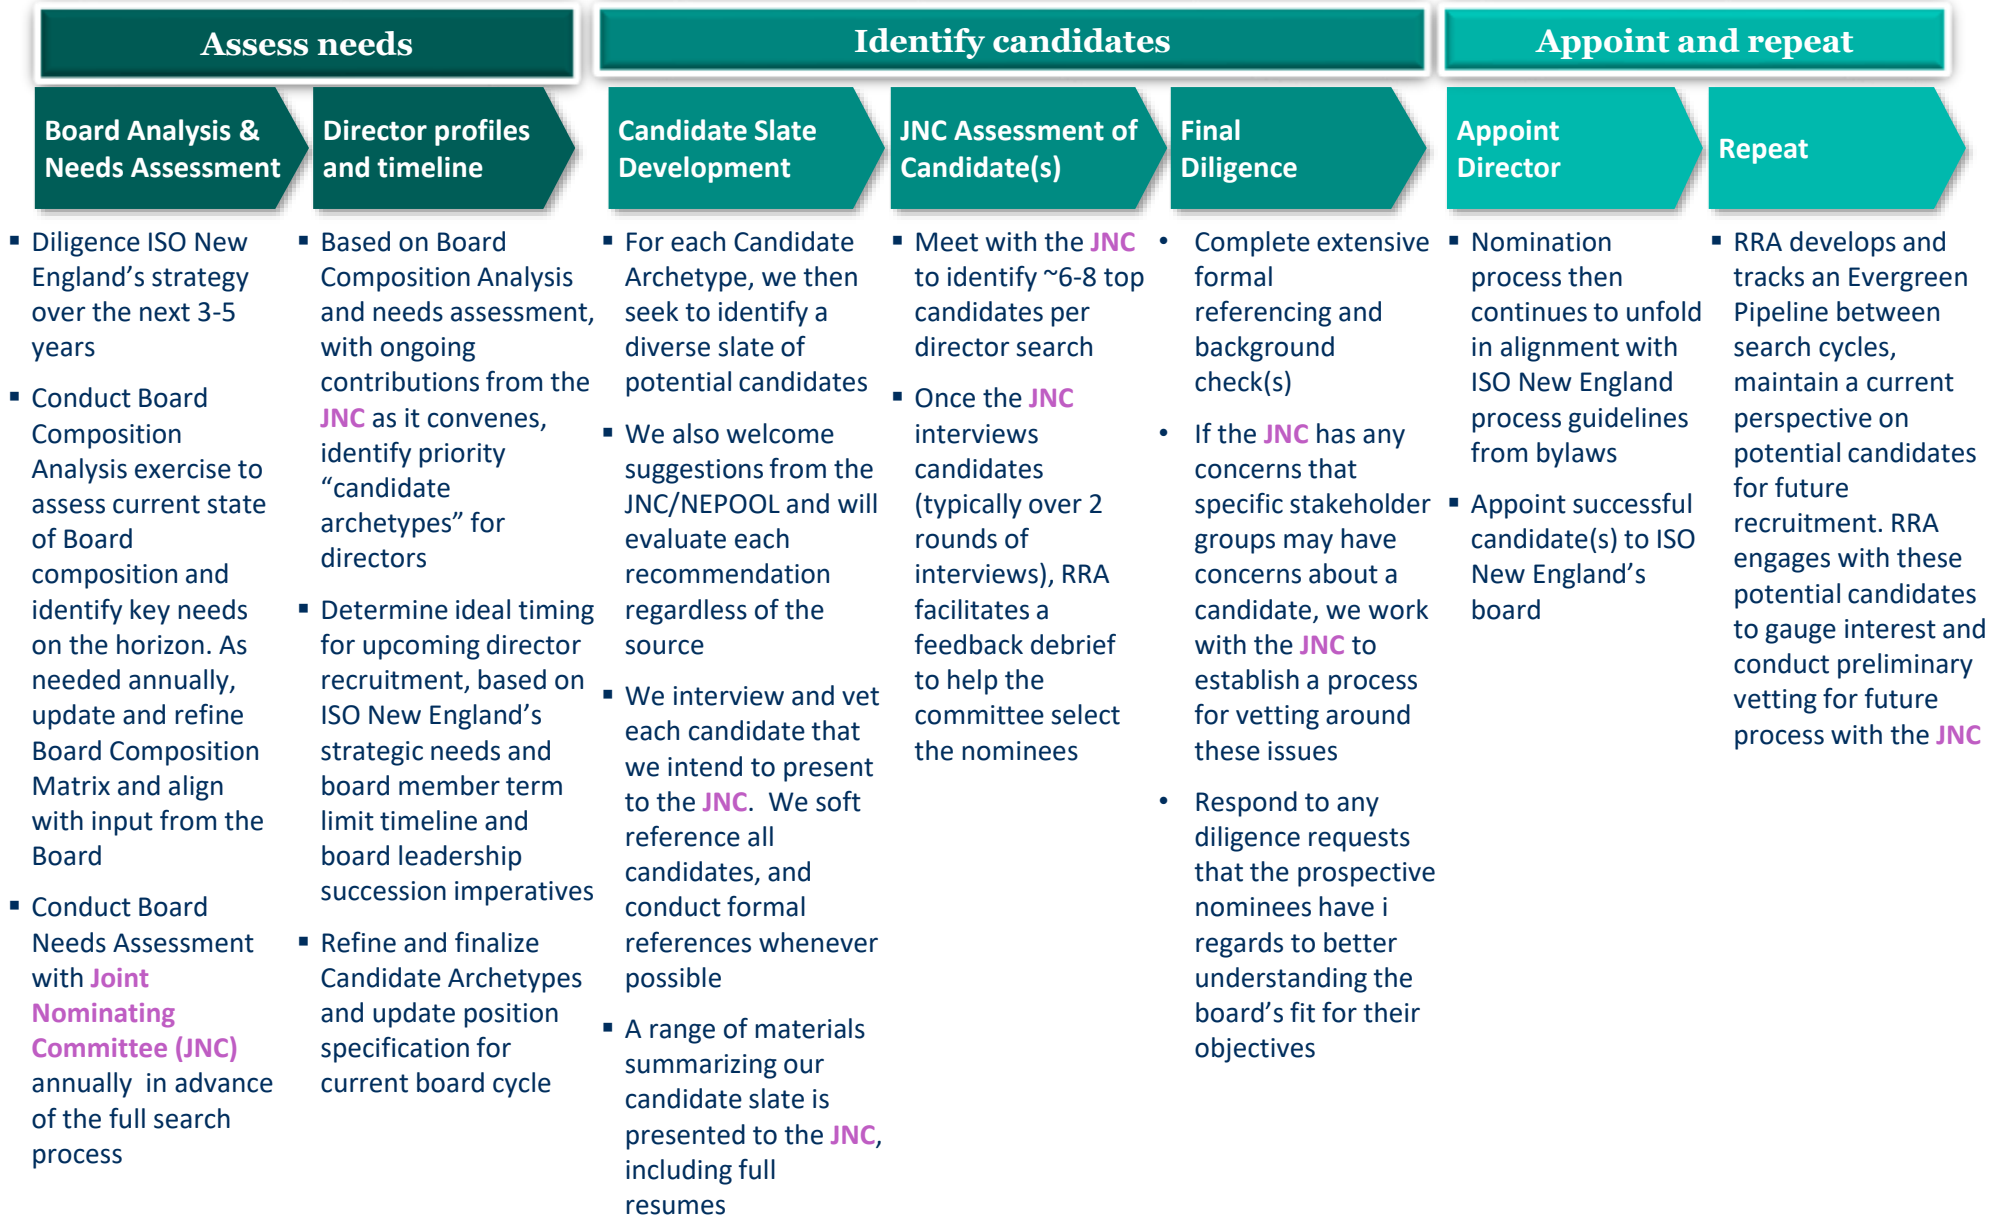 Assess needs
Identify candidates
Appoint and repeat
Board Analysis &
Needs Assessment
Director profiles
and timeline
Candidate Slate
Development
JNC Assessment of
Candidate(s)
Final
Diligence
Appoint
Director
Repeat
▪ Diligence ISO New
England’s strategy
over the next 3-5
years
▪ Conduct Board
Composition
Analysis exercise to
assess current state
of Board
composition and
identify key needs
on the horizon. As
needed annually,
update and refine
Board Composition
Matrix and align
with input from the
Board
▪ Conduct Board
Needs Assessment
with Joint
Nominating
Committee (JNC)
annually in advance
of the full search
process
▪ Based on Board
Composition Analysis
and needs assessment,
with ongoing
contributions from the
JNC as it convenes,
identify priority
“candidate
archetypes” for
directors
▪ Determine ideal timing
for upcoming director
recruitment, based on
ISO New England’s
strategic needs and
board member term
limit timeline and
board leadership
succession imperatives
▪ Refine and finalize
Candidate Archetypes
and update position
specification for
current board cycle
▪ For each Candidate
Archetype, we then
seek to identify a
diverse slate of
potential candidates
▪ We also welcome
suggestions from the
JNC/NEPOOL and will
evaluate each
recommendation
regardless of the
source
▪ We interview and vet
each candidate that
we intend to present
to the JNC. We soft
reference all
candidates, and
conduct formal
references whenever
possible
▪ A range of materials
summarizing our
candidate slate is
presented to the JNC,
including full
resumes
▪ Meet with the JNC
to identify ~6-8 top
candidates per
director search
▪ Once the JNC
interviews
candidates
(typically over 2
rounds of
interviews), RRA
facilitates a
feedback debrief
to help the
committee select
the nominees
• Complete extensive
formal
referencing and
background
check(s)
• If the JNC has any
concerns that
specific stakeholder
groups may have
concerns about a
candidate, we work
with the JNC to
establish a process
for vetting around
these issues
• Respond to any
diligence requests
that the prospective
nominees have i
regards to better
understanding the
board’s fit for their
objectives
▪ Nomination
process then
continues to unfold
in alignment with
ISO New England
process guidelines
from bylaws
▪ Appoint successful
candidate(s) to ISO
New England’s
board
▪ RRA develops and
tracks an Evergreen
Pipeline between
search cycles,
maintain a current
perspective on
potential candidates
for future
recruitment. RRA
engages with these
potential candidates
to gauge interest and
conduct preliminary
vetting for future
process with the JNC